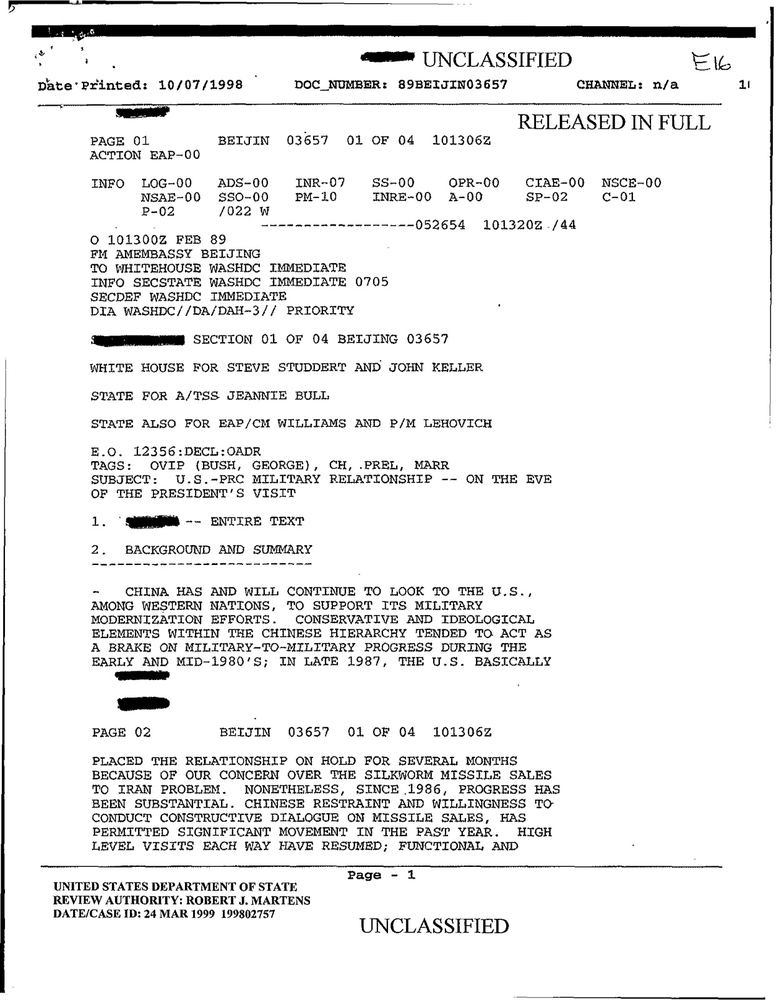 UNCLASSIFIED
E16
Date Printed: 10/07/1998 DOC_NUMBER: 89BEIJIN03657 CHANNEL: n/a
RELEASED IN FULL
PAGE 01 BEIJIN 03657 01 OF 04 101306Z
ACTION EAP-00
INFO LOG-00 ADS-00 INR-07 SS-00 OPR-00 CIAE-00 NSCE-00
NSAE-00 SSO-00 PM-10 INRE-00 A-00 SP-02 C-01
P-02 /022 W
------------------052654 101320Z /44
O 101300Z FEB 89
FM AMEMBASSY BEIJING
TO WHITEHOUSE WASHDC IMMEDIATE
INFO SECSTATE WASHDC IMMEDIATE 0705
SECDEF WASHDC IMMEDIATE
DIA WASHDC//DA/DAH-3// PRIORITY
SECTION 01 OF 04 BEIJING 03657
WHITE HOUSE FOR STEVE STUDDERT AND JOHN KELLER
STATE FOR A/TSS JEANNIE BULL
STATE ALSO FOR EAP/CM WILLIAMS AND P/M LEHOVICH
E.O. 12356:DECL:OADR
TAGS: OVIP (BUSH, GEORGE), CH, PREL, MARR
SUBJECT: U.S.-PRC MILITARY RELATIONSHIP -- ON THE EVE
OF THE PRESIDENT'S VISIT
1. -- ENTIRE TEXT
2. BACKGROUND AND SUMMARY
--------------------------
- CHINA HAS AND WILL CONTINUE TO LOOK TO THE U.S.,
AMONG WESTERN NATIONS, TO SUPPORT ITS MILITARY
MODERNIZATION EFFORTS. CONSERVATIVE AND IDEOLOGICAL
ELEMENTS WITHIN THE CHINESE HIERARCHY TENDED TO ACT AS
A BRAKE ON MILITARY-TO-MILITARY PROGRESS DURING THE
EARLY AND MID-1980'S; IN LATE 1987, THE U.S. BASICALLY
PAGE 02 BEIJIN 03657 01 OF 04 101306Z
PLACED THE RELATIONSHIP ON HOLD FOR SEVERAL MONTHS
BECAUSE OF OUR CONCERN OVER THE SILKWORM MISSILE SALES
TO IRAN PROBLEM. NONETHELESS, SINCE 1986, PROGRESS HAS
BEEN SUBSTANTIAL. CHINESE RESTRAINT AND WILLINGNESS TO
CONDUCT CONSTRUCTIVE DIALOGUE ON MISSILE SALES, HAS
PERMITTED SIGNIFICANT MOVEMENT IN THE PAST YEAR. HIGH
LEVEL VISITS EACH WAY HAVE RESUMED; FUNCTIONAL AND
Page - 1
UNITED STATES DEPARTMENT OF STATE
REVIEW AUTHORITY: ROBERT J. MARTENS
DATE/CASE ID: 24 MAR 1999 199802757
UNCLASSIFIED